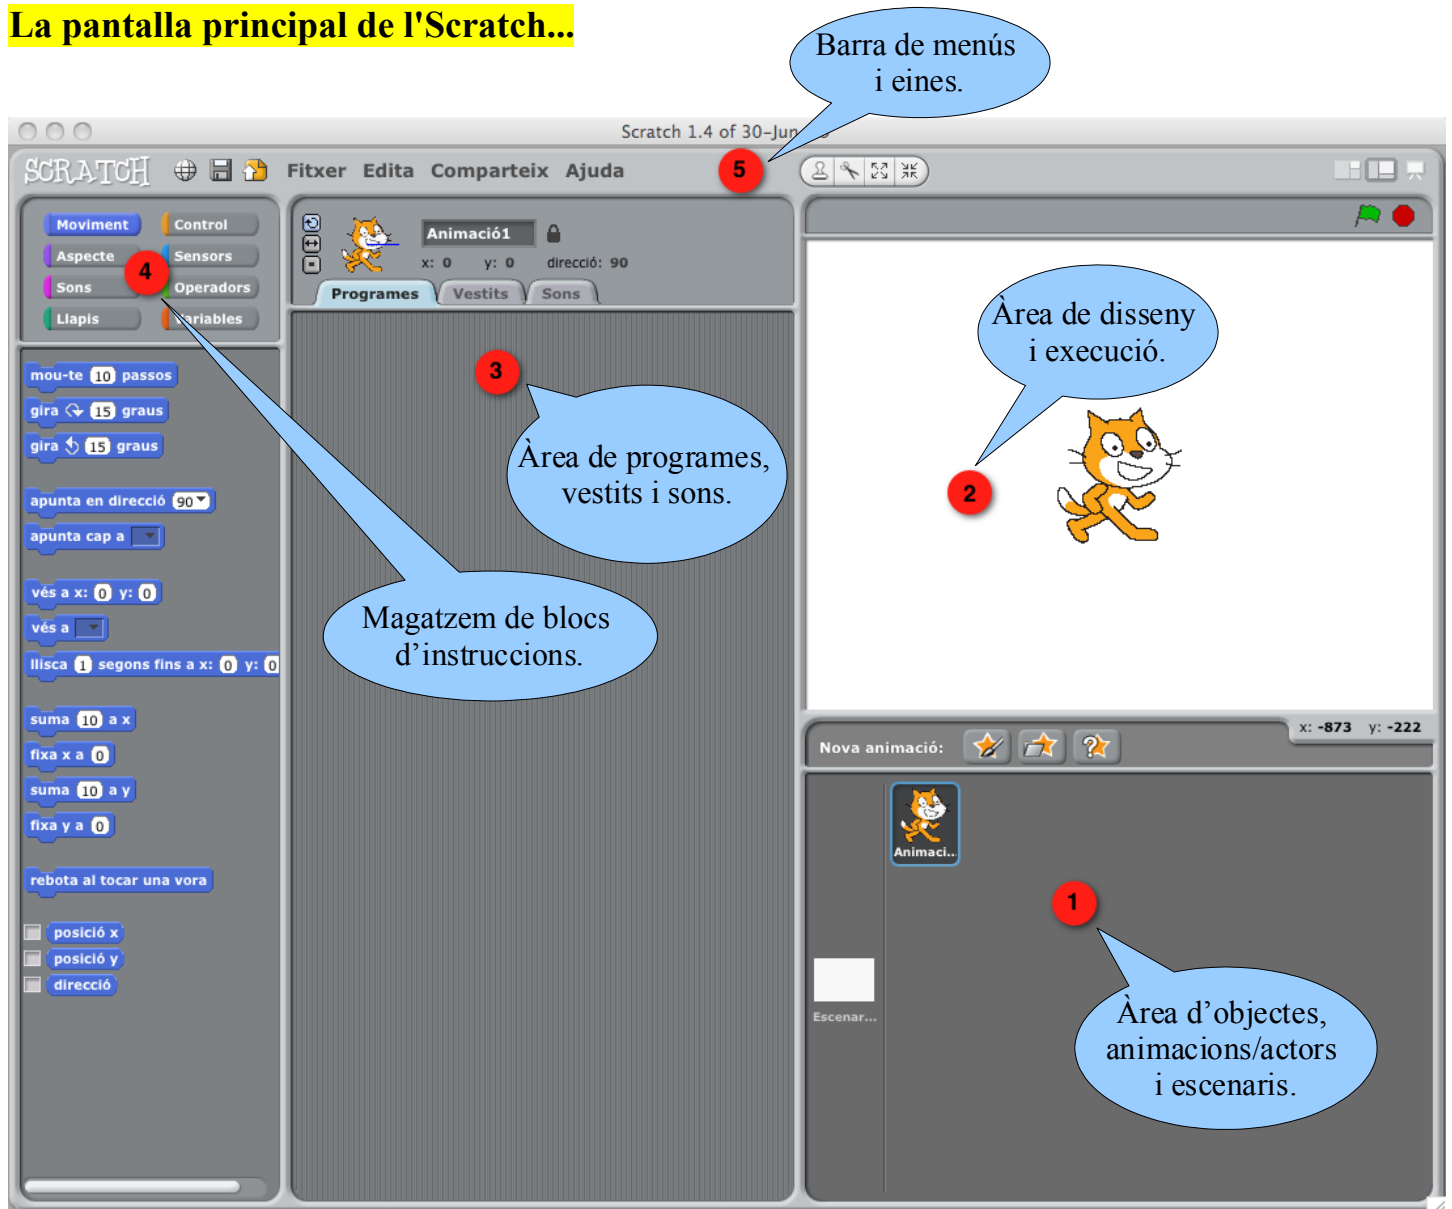 La pantalla principal de l'Scratch...
Barra de menús
i eines.
Scratch 1.4 of 30-Jun
SCRATCH
Fitxer Edita Comparteix Ajuda
5
Moviment
Control
Aspecte
Sensors
Sons
Operadors
Llapis
Variables
4
Animació1
x: 0 y: 0 direcció: 90
Programes Vestits Sons
mou-te 10 passos
gira 15 graus
gira 15 graus
apunta en direcció 90
apunta cap a
vés a x: 0 y: 0
vés a
llisca 1 segons fins a x: 0 y: 0
suma 10 a x
fixa x a 0
suma 10 a y
fixa y a 0
rebota al tocar una vora
posició x
posició y
direcció
3
Àrea de programes,
vestits i sons.
Magatzem de blocs
d’instruccions.
Àrea de disseny
i execució.
2
x: -873 y: -222
Nova animació:
Animaci...
Escenar...
1
Àrea d’objectes,
animacions/actors
i escenaris.